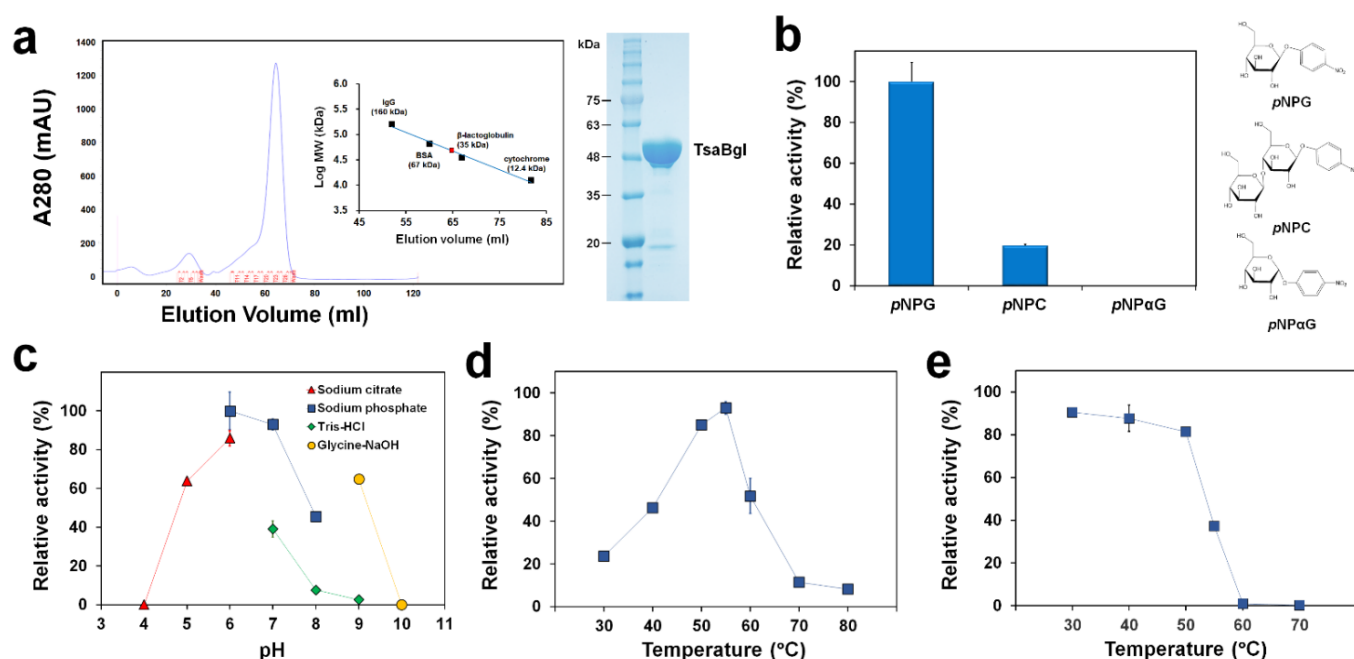 a
A280 (mAU)
1400
1200
1000
800
600
400
200
0
0
20
40
60
80
100
120
140
Elution Volume (ml)
Log MW (kDa)
6.0
5.5
5.0
4.5
4.0
3.5
45
55
65
75
85
Elution volume (ml)
IgG
(160 kDa)
BSA
(67 kDa)
β-lactoglobulin
(35 kDa)
cytochrome
(12.4 kDa)
kDa
75
63
48
35
20
TsaBgl
b
Relative activity (%)
100
80
60
40
20
0
pNPG
pNPC
pNPαG
pNPG
pNPC
pNPαG
c
Relative activity (%)
100
80
60
40
20
0
3
4
5
6
7
8
9
10
11
pH
Sodium citrate
Sodium phosphate
Tris-HCl
Glycine-NaOH
d
Relative activity (%)
100
80
60
40
20
0
30
40
50
60
70
80
Temperature (°C)
e
Relative activity (%)
100
80
60
40
20
0
30
40
50
60
70
Temperature (°C)